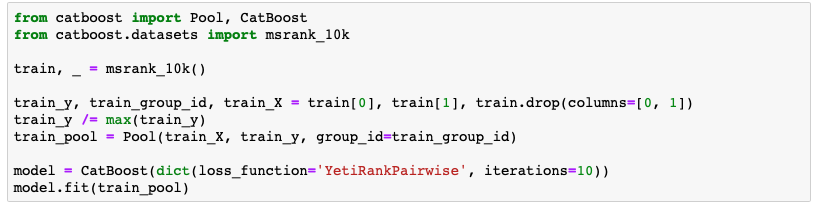 from catboost import Pool, CatBoost
from catboost.datasets import msrank_10k
train, _ = msrank_10k()
train_y, train_group_id, train_X = train[0], train[1], train.drop(columns=[0, 1])
train_y /= max(train_y)
train_pool = Pool(train_X, train_y, group_id=train_group_id)
model = CatBoost(dict(loss_function='YetiRankPairwise', iterations=10))
model.fit(train_pool)